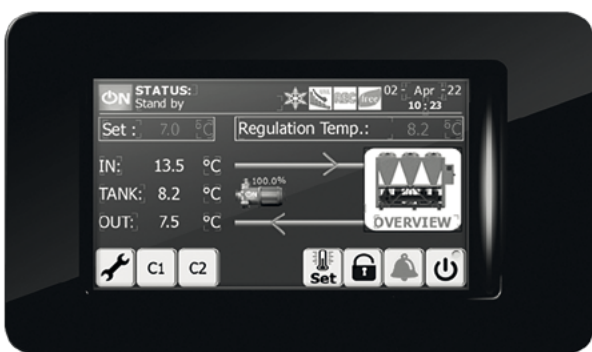 ON STATUS:
Stand by
free 02 - Apr - 22
10 : 23
Set : 7.0 °C Regulation Temp.: 8.2 °C
IN: 13.5 °C
100.0%
TANK: 8.2 °C
OUT: 7.5 °C
OVERVIEW
C1 C2 Set